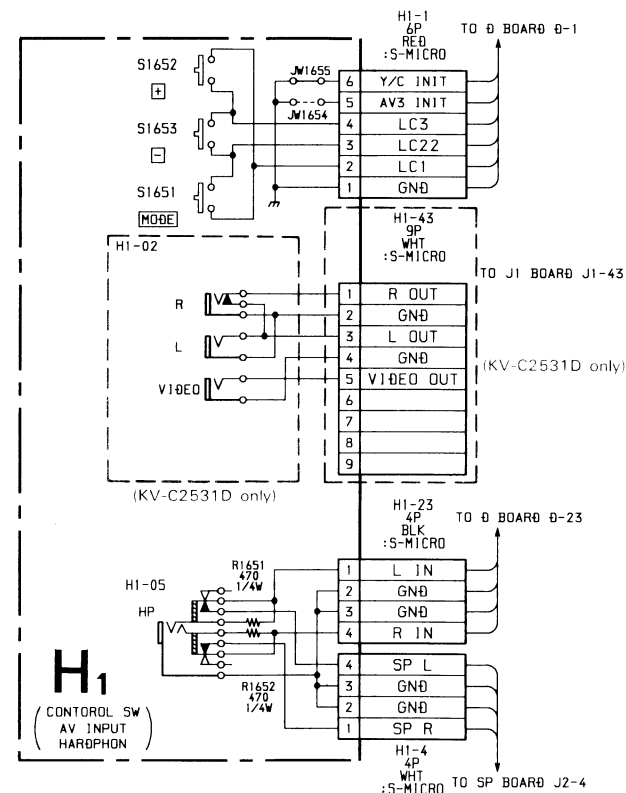 H1-1
6P
RED
:S-MICRO
TO D BOARD D-1
S1652
+
S1653
−
S1651
MODE
JW1655
JW1654
6 Y/C INIT
5 AV3 INIT
4 LC3
3 LC22
2 LC1
1 GND
H1-43
9P
WHT
:S-MICRO
TO J1 BOARD J1-43
H1-02
R
L
VIDEO
1 R OUT
2 GND
3 L OUT
4 GND
5 VIDEO OUT
6
7
8
9
(KV-C2531D only)
(KV-C2531D only)
H1-23
4P
BLK
:S-MICRO
TO D BOARD D-23
R1651
470
1/4W
H1-05
HP
1 L IN
2 GND
3 GND
4 R IN
4 SP L
3 GND
2 GND
1 SP R
R1652
470
1/4W
H1
(CONTOROL SW
AV INPUT
HARDPHON)
H1-4
4P
WHT
:S-MICRO
TO SP BOARD J2-4